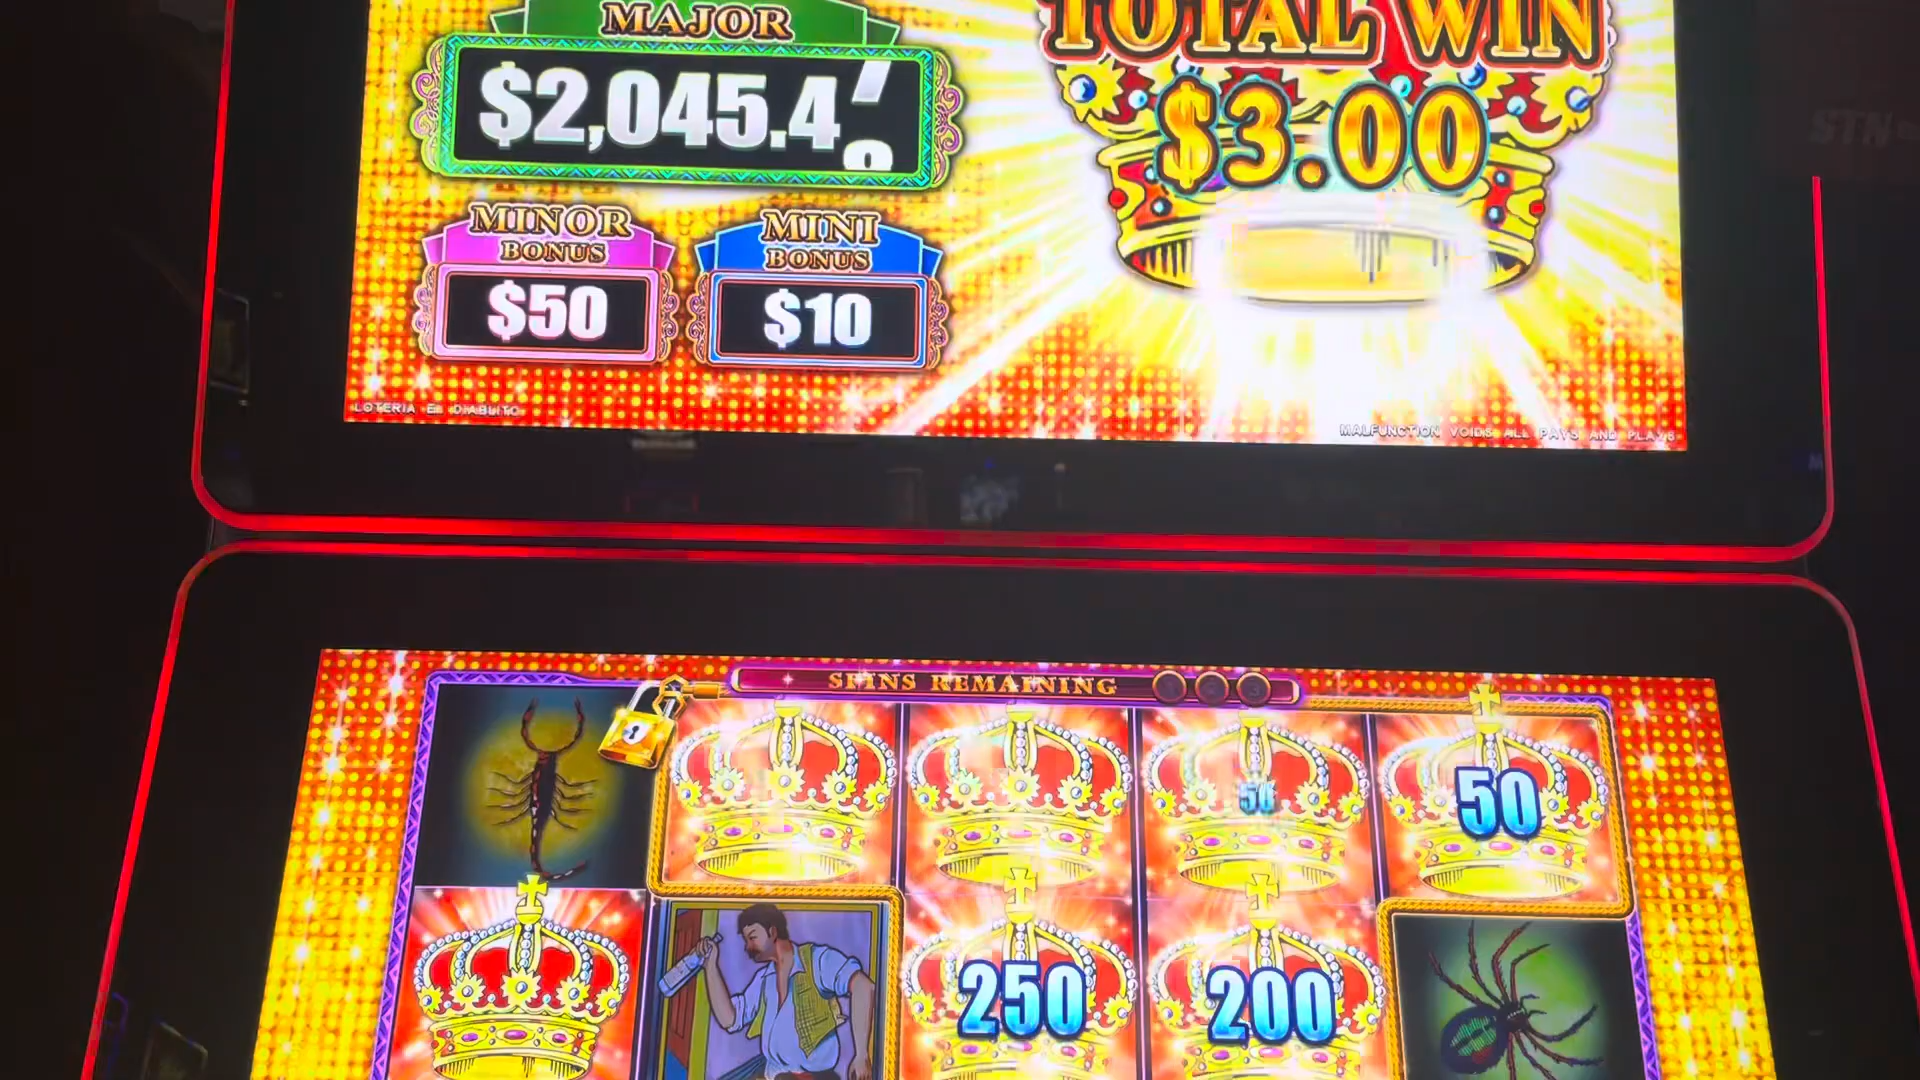 MAJOR
$2,045.4
TOTAL WIN
$3.00
MINOR
BONUS
$50
MINI
BONUS
$10
LOTERIA EL DIABLITO
MALFUNCTION VOIDS ALL PAYS AND PLAYS
STN
SPINS REMAINING
50
50
250
200